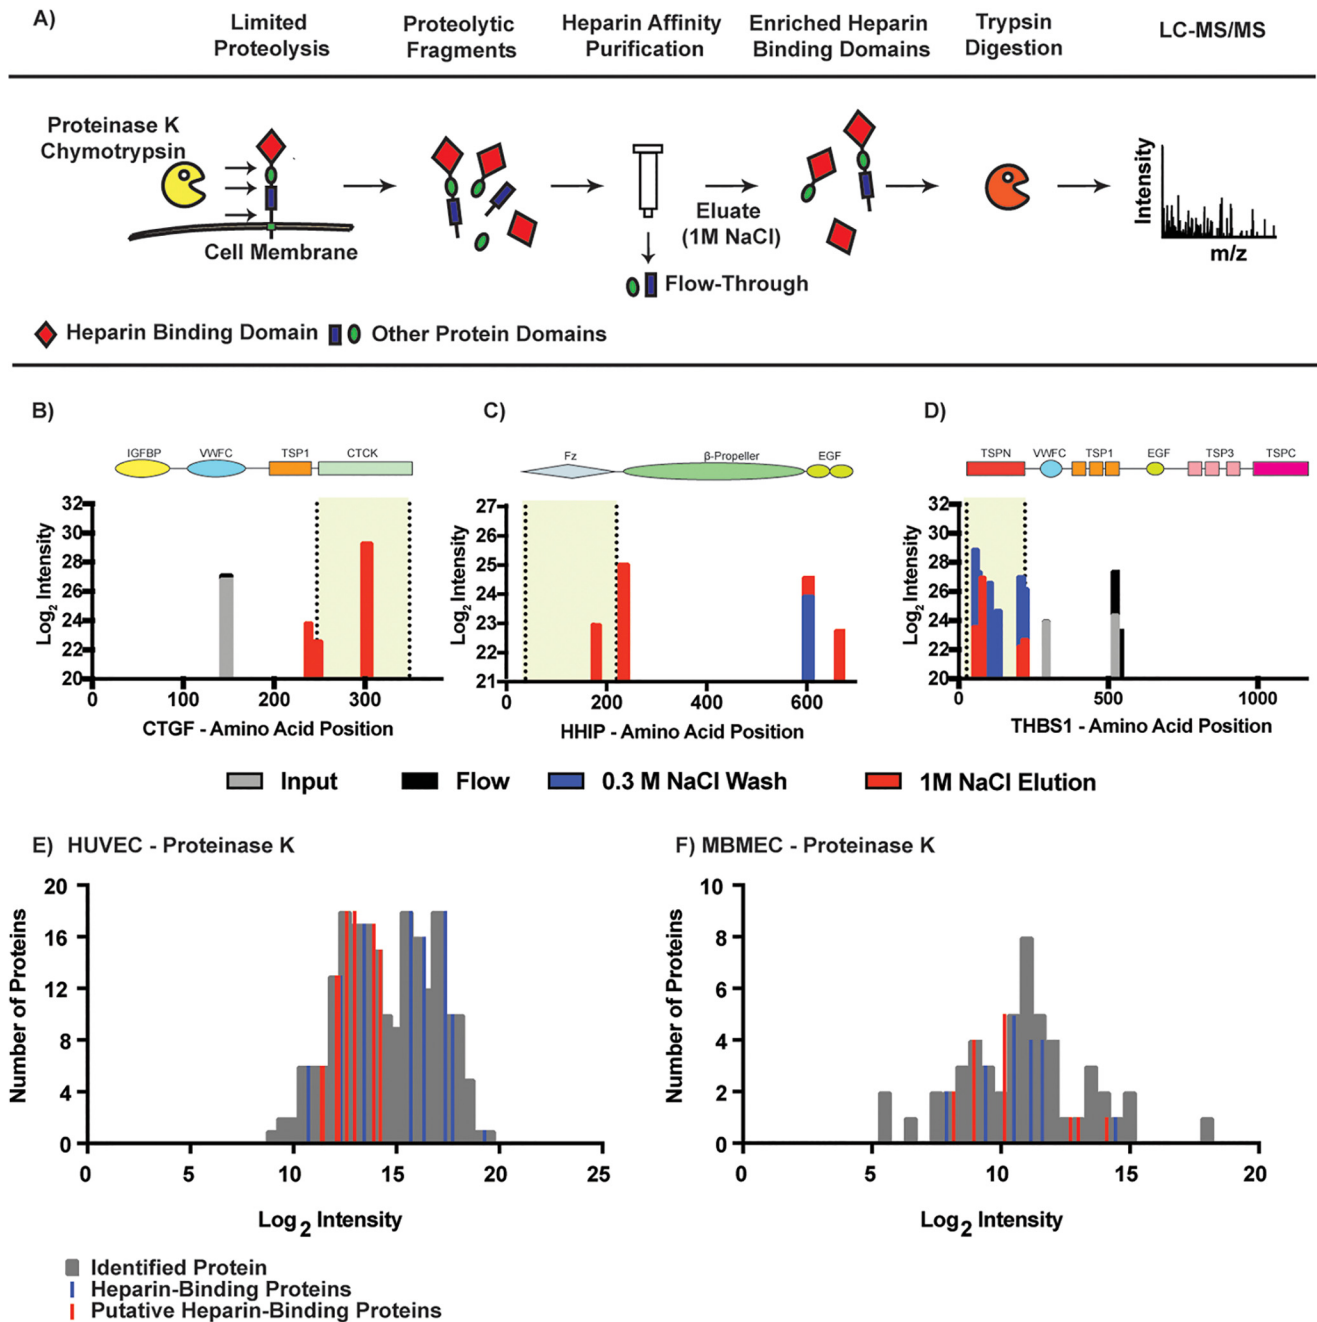 A)
Limited
Proteolysis
Proteolytic
Fragments
Heparin Affinity
Purification
Enriched Heparin
Binding Domains
Trypsin
Digestion
LC-MS/MS
Proteinase K
Chymotrypsin
Cell Membrane
Eluate
(1M NaCl)
Flow-Through
Intensity
m/z
Heparin Binding Domain
Other Protein Domains
B)
IGFBP
VWFC
TSP1
CTCK
32
30
28
26
24
22
20
Log2 Intensity
0
100
200
300
CTGF - Amino Acid Position
C)
Fz
β-Propeller
EGF
27
26
25
24
23
22
21
Log2 Intensity
0
200
400
600
HHIP - Amino Acid Position
D)
TSPN
VWFC
TSP1
EGF
TSP3
TSPC
32
30
28
26
24
22
20
Log2 Intensity
0
500
1000
THBS1 - Amino Acid Position
Input
Flow
0.3 M NaCl Wash
1M NaCl Elution
E) HUVEC - Proteinase K
20
16
12
8
4
0
Number of Proteins
0
5
10
15
20
25
Log2 Intensity
F) MBMEC - Proteinase K
10
8
6
4
2
0
Number of Proteins
0
5
10
15
20
Log2 Intensity
Identified Protein
Heparin-Binding Proteins
Putative Heparin-Binding Proteins